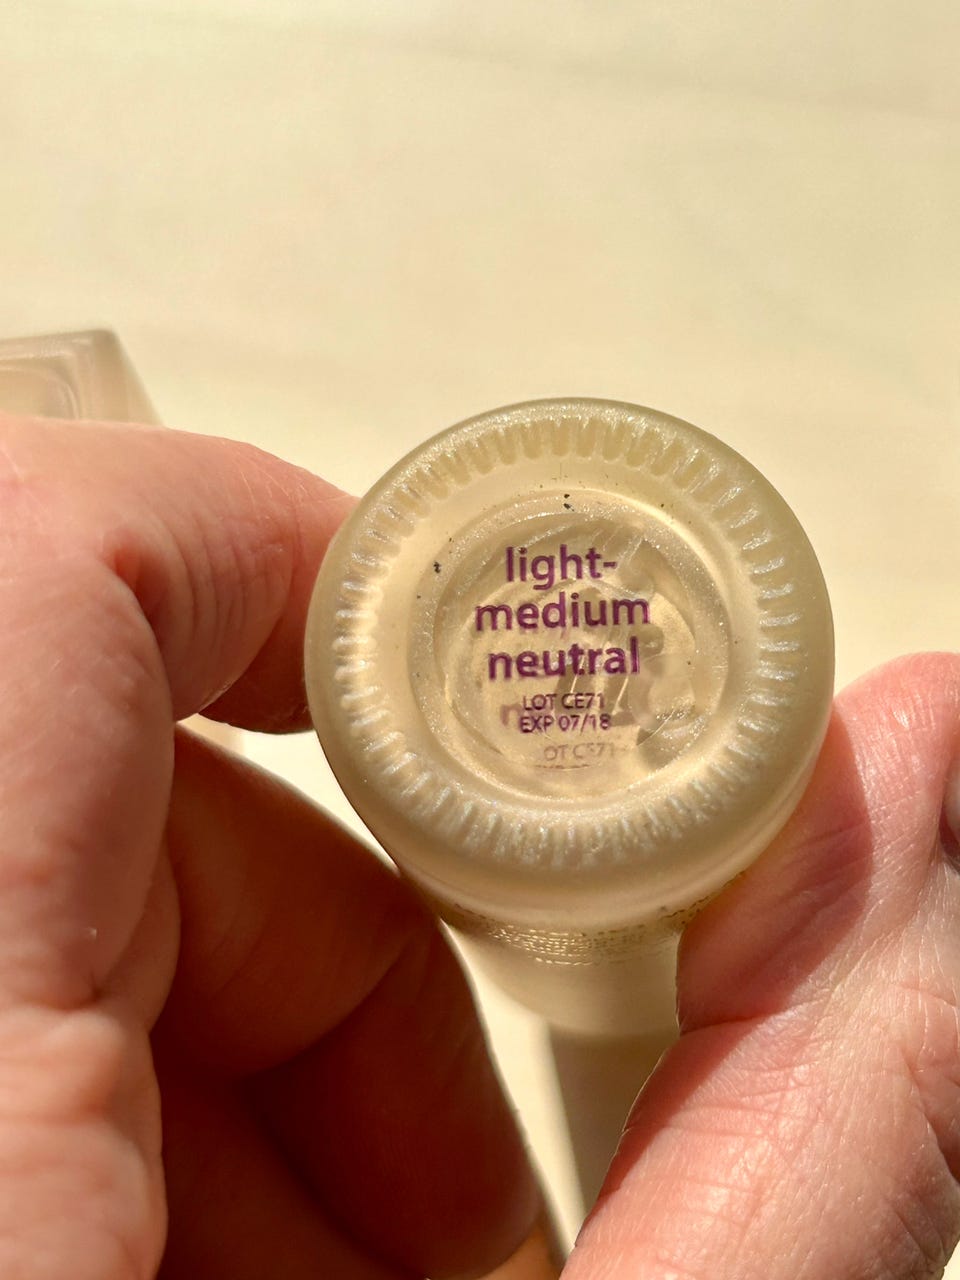 light-
medium
neutral
LOT CE71
EXP 07/18